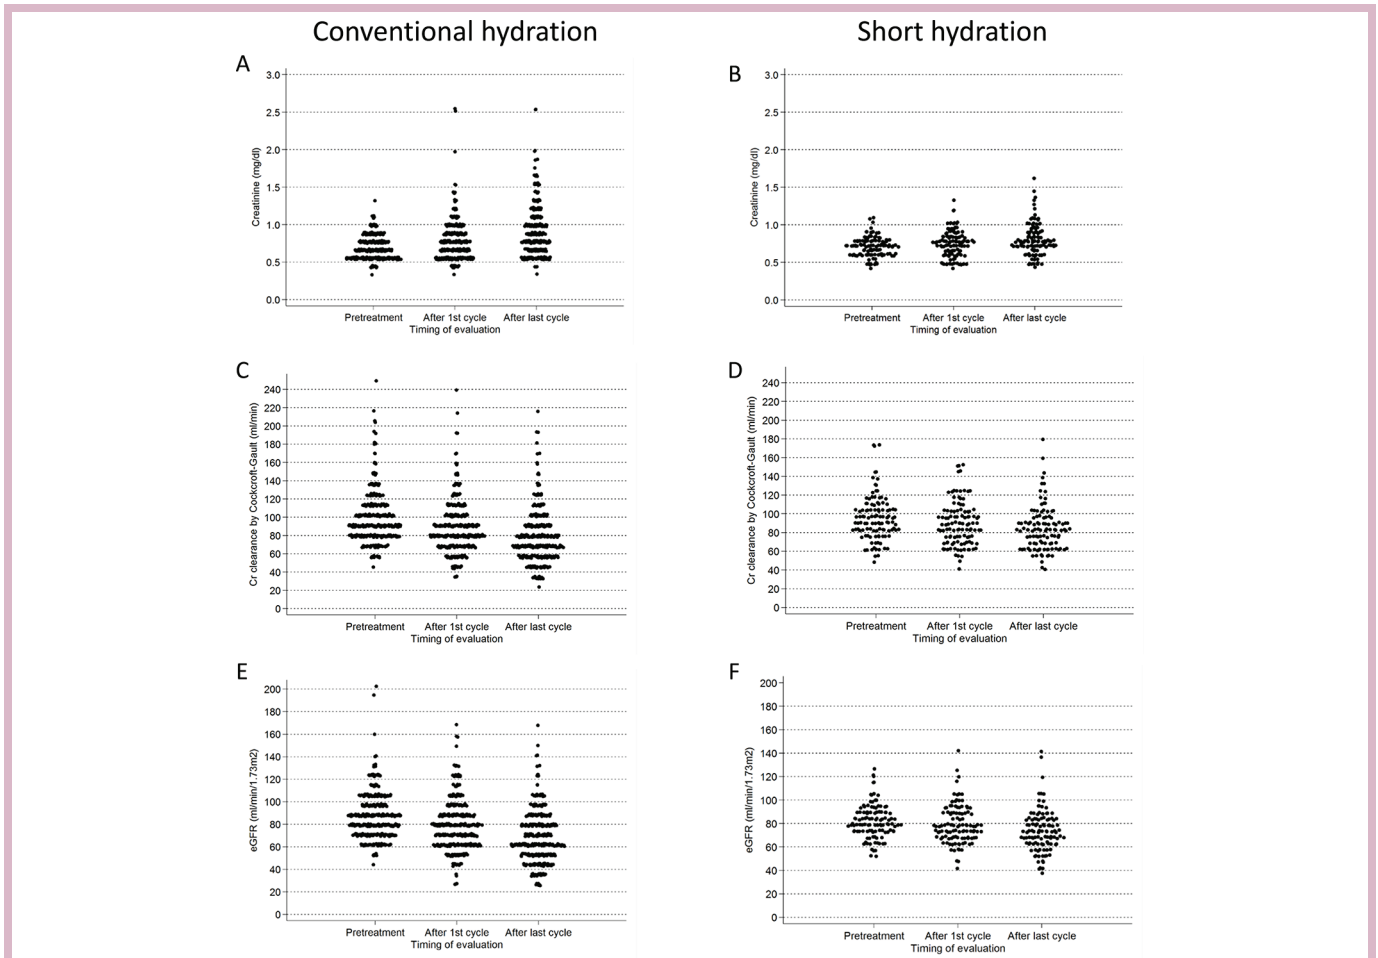 Conventional hydration
Short hydration
A
Creatinine (mg/dl)
3.0
2.5
2.0
1.5
1.0
0.5
0.0
Pretreatment After 1st cycle After last cycle
Timing of evaluation
B
Creatinine (mg/dl)
3.0
2.5
2.0
1.5
1.0
0.5
0.0
Pretreatment After 1st cycle After last cycle
Timing of evaluation
C
Cr clearance by Cockcroft-Gault (ml/min)
240
220
200
180
160
140
120
100
80
60
40
20
0
Pretreatment After 1st cycle After last cycle
Timing of evaluation
D
Cr clearance by Cockcroft-Gault (ml/min)
240
220
200
180
160
140
120
100
80
60
40
20
0
Pretreatment After 1st cycle After last cycle
Timing of evaluation
E
eGFR (ml/min/1.73m2)
200
180
160
140
120
100
80
60
40
20
0
Pretreatment After 1st cycle After last cycle
Timing of evaluation
F
eGFR (ml/min/1.73m2)
200
180
160
140
120
100
80
60
40
20
0
Pretreatment After 1st cycle After last cycle
Timing of evaluation